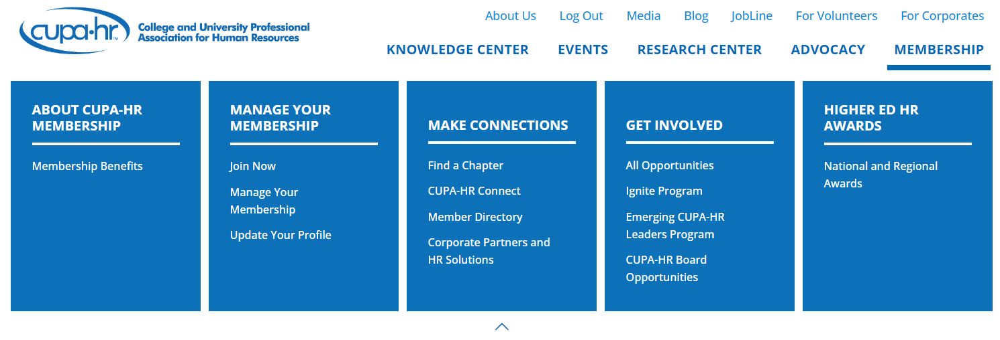 cupa-hr™
College and University Professional
Association for Human Resources
About Us
Log Out
Media
Blog
JobLine
For Volunteers
For Corporates
KNOWLEDGE CENTER
EVENTS
RESEARCH CENTER
ADVOCACY
MEMBERSHIP
ABOUT CUPA-HR
MEMBERSHIP
Membership Benefits
MANAGE YOUR
MEMBERSHIP
Join Now
Manage Your
Membership
Update Your Profile
MAKE CONNECTIONS
Find a Chapter
CUPA-HR Connect
Member Directory
Corporate Partners and
HR Solutions
GET INVOLVED
All Opportunities
Ignite Program
Emerging CUPA-HR
Leaders Program
CUPA-HR Board
Opportunities
HIGHER ED HR
AWARDS
National and Regional
Awards